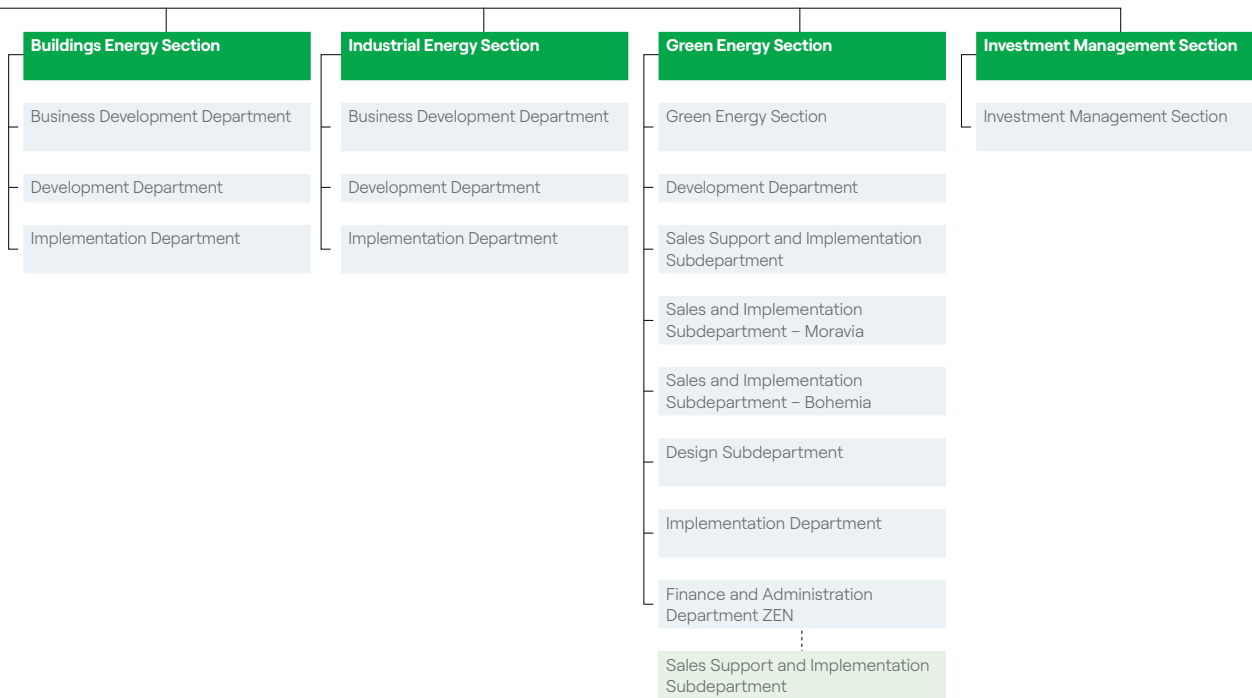 Buildings Energy Section
Business Development Department
Development Department
Implementation Department
Industrial Energy Section
Business Development Department
Development Department
Implementation Department
Green Energy Section
Green Energy Section
Development Department
Sales Support and Implementation
Subdepartment
Sales and Implementation
Subdepartment – Moravia
Sales and Implementation
Subdepartment – Bohemia
Design Subdepartment
Implementation Department
Finance and Administration
Department ZEN
Sales Support and Implementation
Subdepartment
Investment Management Section
Investment Management Section